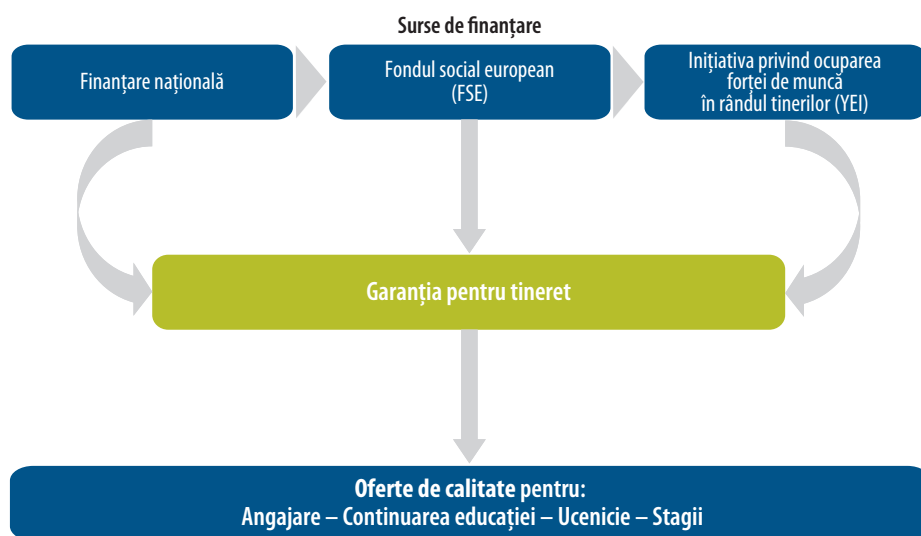 Surse de finanțare
Finanțare națională
Fondul social european
(FSE)
Inițiativa privind ocuparea
forței de muncă
în rândul tinerilor (YEI)
Garanția pentru tineret
Oferte de calitate pentru:
Angajare – Continuarea educației – Ucenicie – Stagii